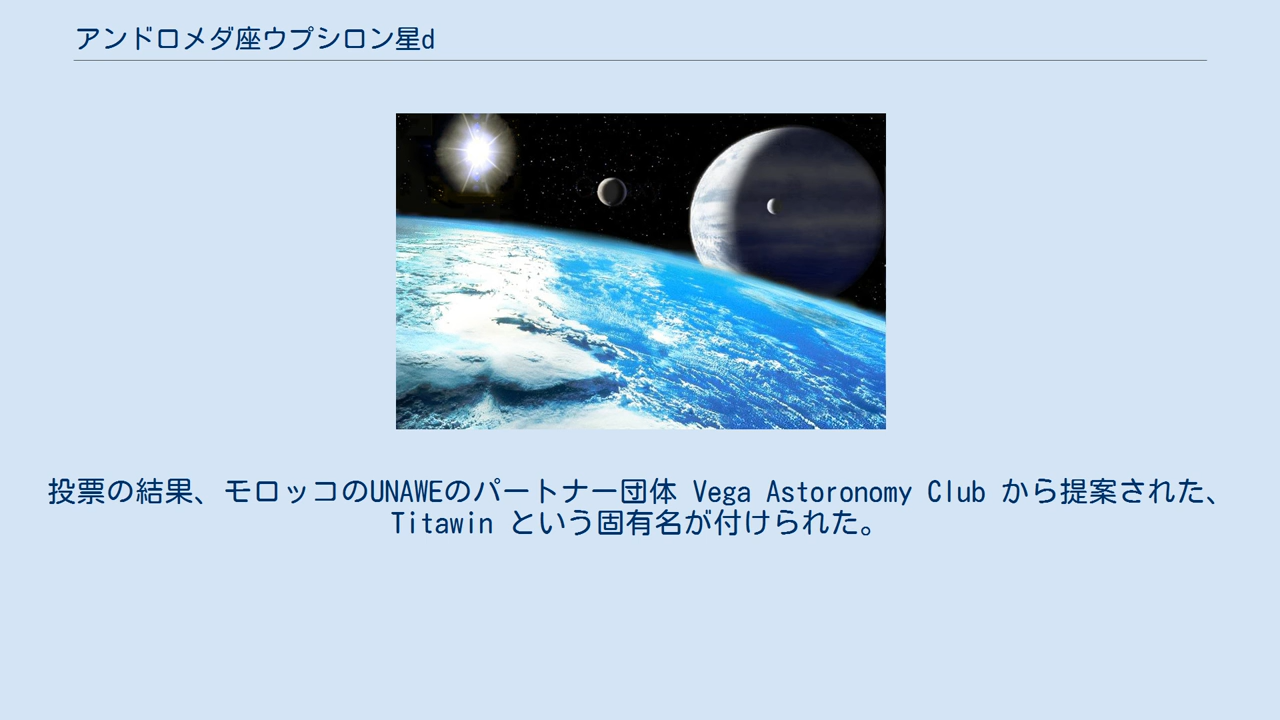 アンドロメダ座ウプシロン星d
投票の結果、モロッコのUNAWEのパートナー団体 Vega Astoronomy Club から提案された、
Titawin という固有名が付けられた。